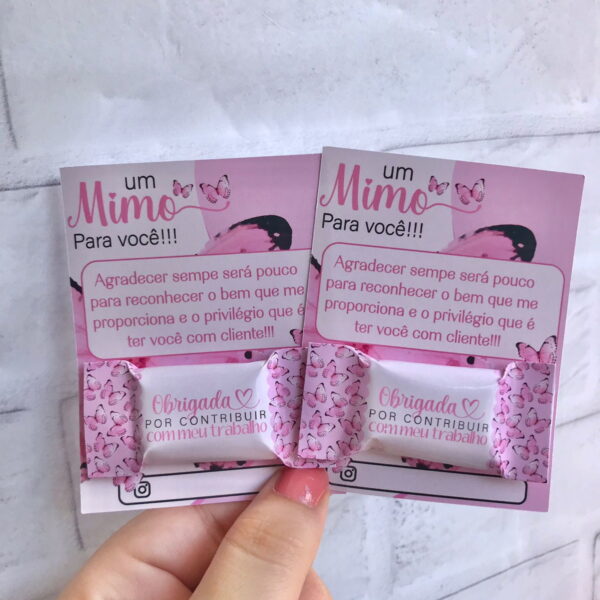 um
Mimo
Para você!!!
Agradecer sempe será pouco
para reconhecer o bem que me
proporciona e o privilégio que é
ter você com cliente!!!
Obrigada
POR CONTRIBUIR
com meu trabalho
um
Mimo
Para você!!!
Agradecer sempe será pouco
para reconhecer o bem que me
proporciona e o privilégio que é
ter você com cliente!!!
Obrigada
POR CONTRIBUIR
com meu trabalho